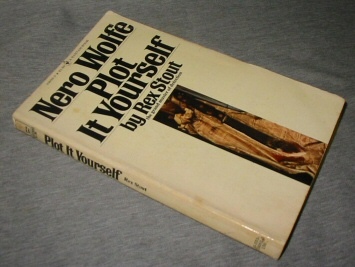 Nero Wolfe
Plot
It Yourself
by Rex Stout
Plot It Yourself
Rex Stout